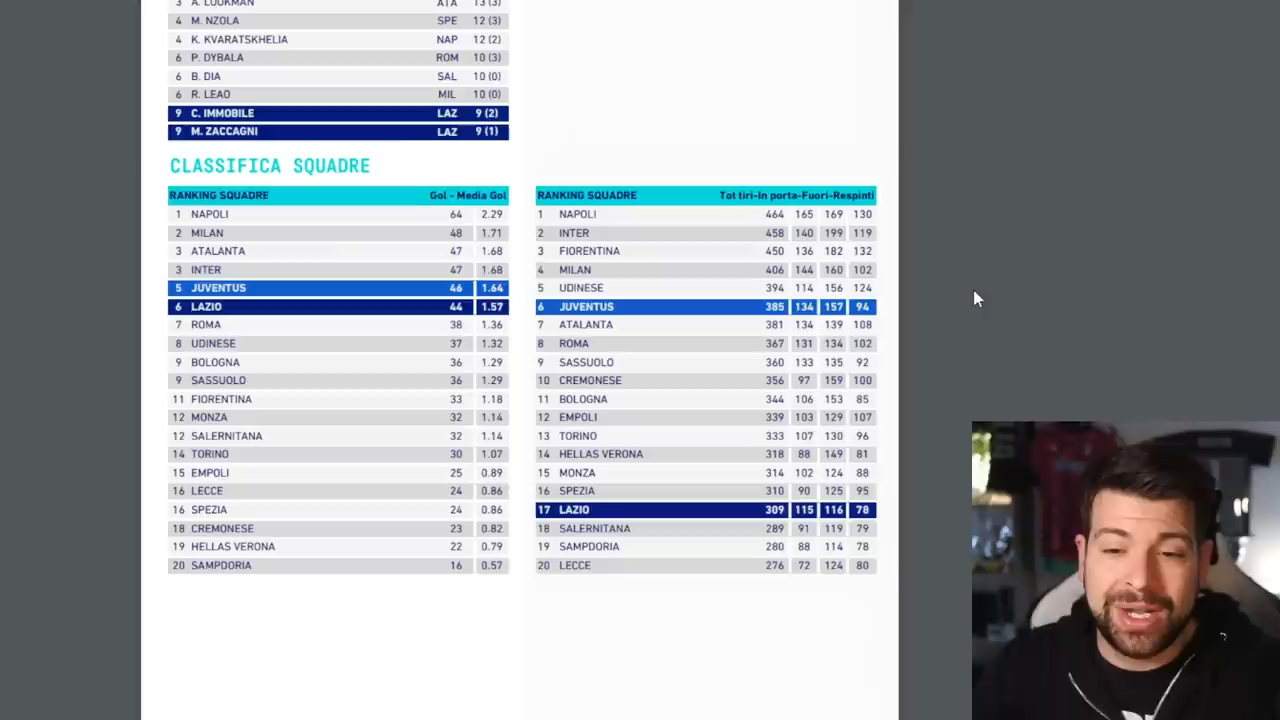 3 A. LOOKMAN ATA 13 (3)
4 M. NZOLA SPE 12 (3)
4 K. KVARATSKHELIA NAP 12 (2)
6 P. DYBALA ROM 10 (3)
6 B. DIA SAL 10 (0)
6 R. LEAO MIL 10 (0)
9 C. IMMOBILE LAZ 9 (2)
9 M. ZACCAGNI LAZ 9 (1)
CLASSIFICA SQUADRE
RANKING SQUADRE Gol - Media Gol
1 NAPOLI 64 2.29
2 MILAN 48 1.71
3 ATALANTA 47 1.68
3 INTER 47 1.68
5 JUVENTUS 46 1.64
6 LAZIO 44 1.57
7 ROMA 38 1.36
8 UDINESE 37 1.32
9 BOLOGNA 36 1.29
9 SASSUOLO 36 1.29
11 FIORENTINA 33 1.18
12 MONZA 32 1.14
12 SALERNITANA 32 1.14
14 TORINO 30 1.07
15 EMPOLI 25 0.89
16 LECCE 24 0.86
16 SPEZIA 24 0.86
18 CREMONESE 23 0.82
19 HELLAS VERONA 22 0.79
20 SAMPDORIA 16 0.57
RANKING SQUADRE Tot tiri-In porta-Fuori-Respinti
1 NAPOLI 464 165 169 130
2 INTER 458 140 199 119
3 FIORENTINA 450 136 182 132
4 MILAN 406 144 160 102
5 UDINESE 394 114 156 124
6 JUVENTUS 385 134 157 94
7 ATALANTA 381 134 139 108
8 ROMA 367 131 134 102
9 SASSUOLO 360 133 135 92
10 CREMONESE 356 97 159 100
11 BOLOGNA 344 106 153 85
12 EMPOLI 339 103 129 107
13 TORINO 333 107 130 96
14 HELLAS VERONA 318 88 149 81
15 MONZA 314 102 124 88
16 SPEZIA 310 90 125 95
17 LAZIO 309 115 116 78
18 SALERNITANA 289 91 119 79
19 SAMPDORIA 280 88 114 78
20 LECCE 276 72 124 80